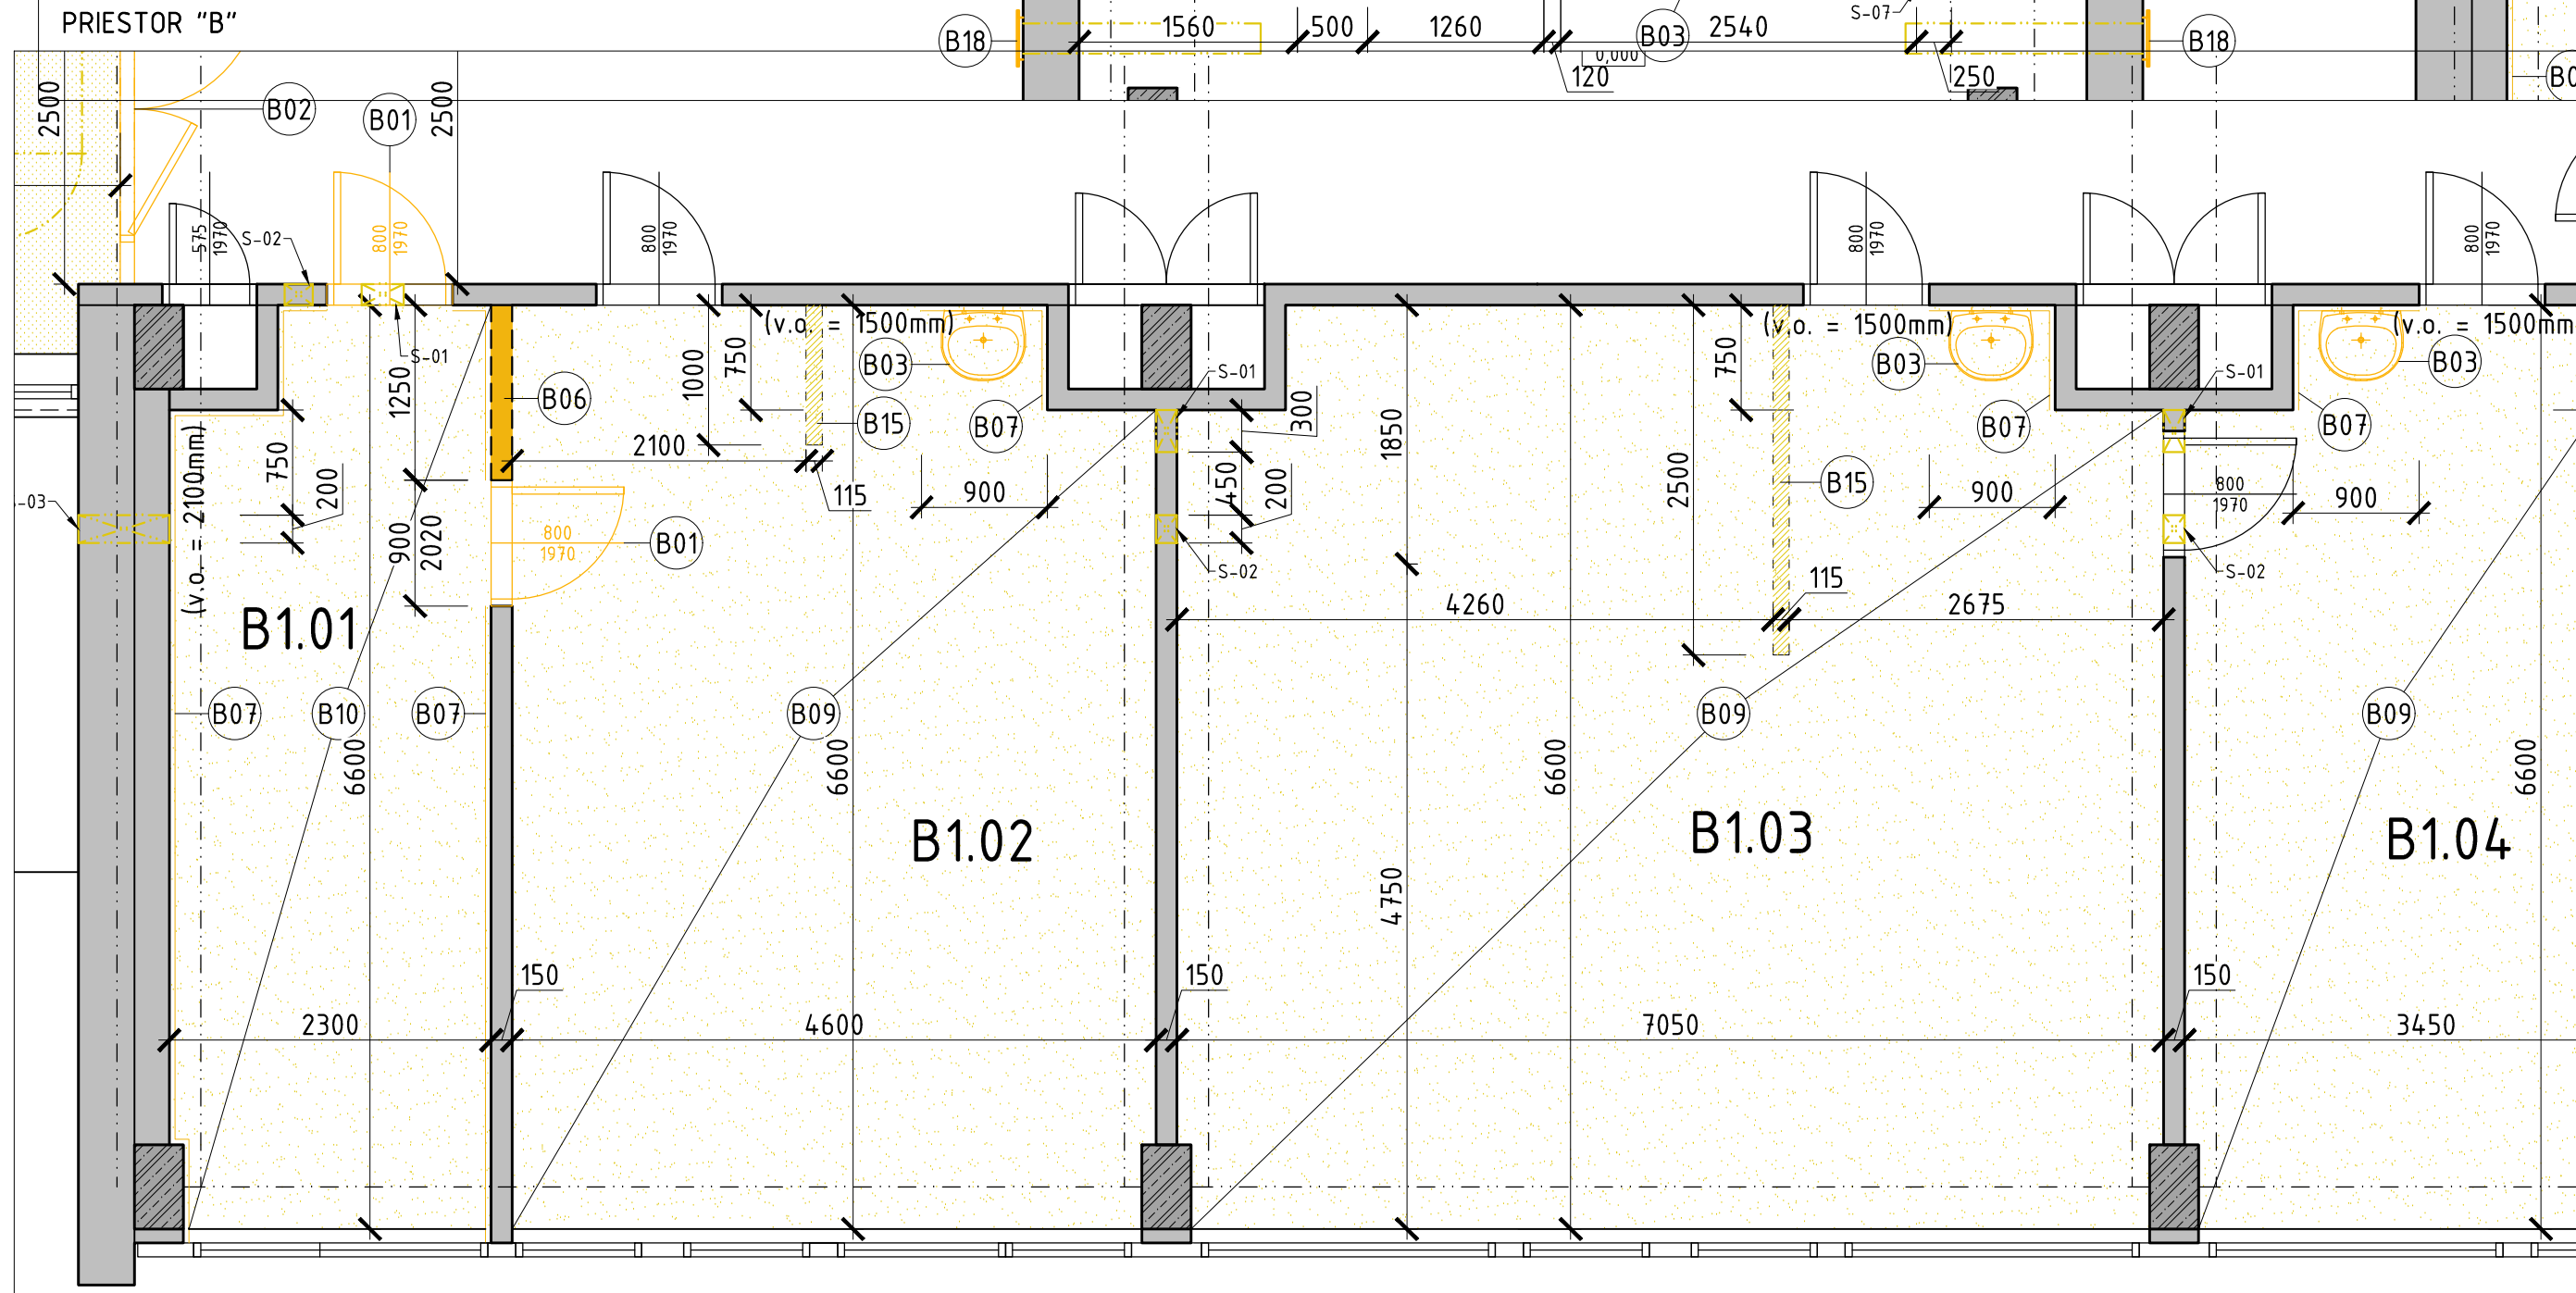 PRIESTOR "B"
B18
1560
500
1260
B03
2540
S-07
B18
0,000
120
250
2500
B02
B01
2500
575
1970
S-02
800
1970
800
1970
800
1970
800
1970
(v.o. = 1500mm)
(v.o. = 1500mm)
(v.o. = 1500mm
S-01
1250
B06
1000
750
B03
B15
B07
S-01
300
1850
750
B03
B07
S-01
B03
B07
750
200
(v.o. = 2100mm)
-03
2100
115
900
450
200
2500
B15
900
800
1970
900
900
2020
800
1970
B01
S-02
S-02
115
4260
2675
B1.01
B07
B10
B07
B09
B09
B09
6600
6600
6600
6600
B1.02
B1.03
B1.04
4750
150
150
150
2300
4600
7050
3450